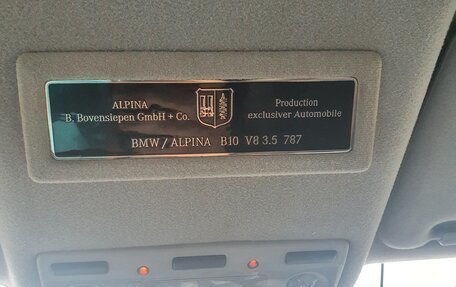 ALPINA
B. Bovensiepen GmbH + Co.
Production
exclusiver Automobile
BMW / ALPINA B10 V8 3.5 787